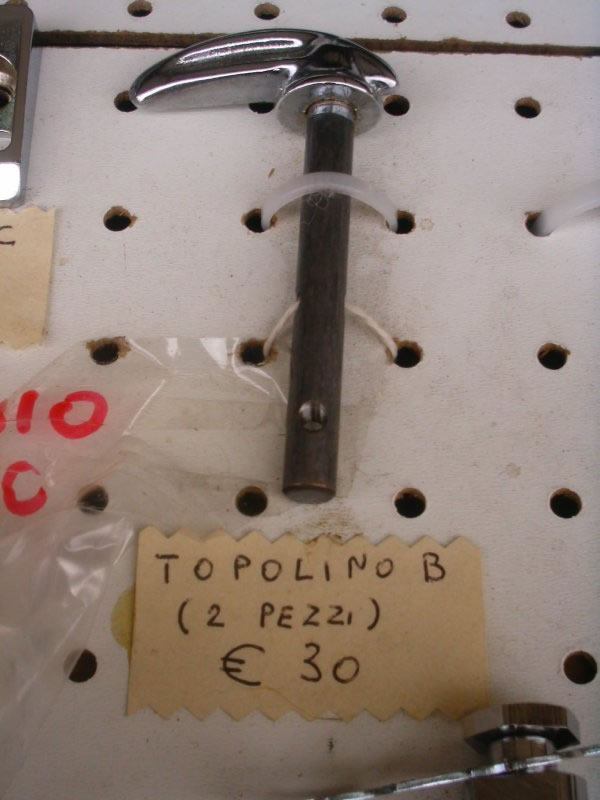 C
TOPOLINO B
(2 PEZZI)
€ 30